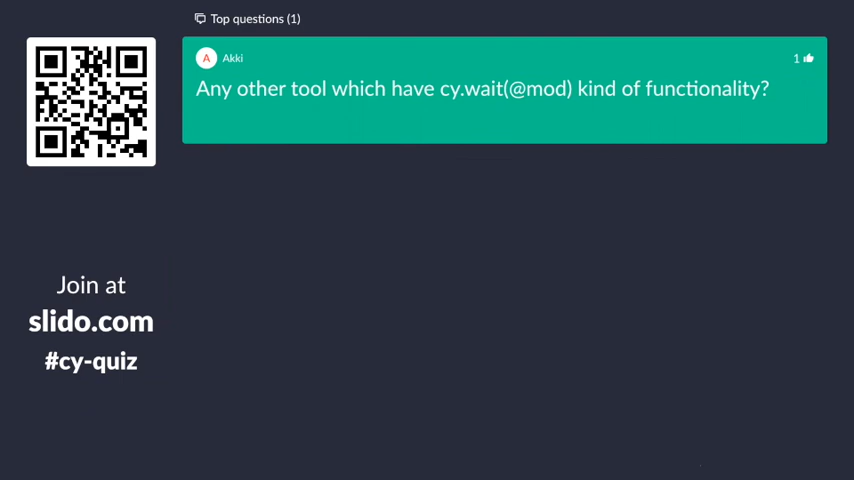 Top questions (1)
A Akki 1
Any other tool which have cy.wait(@mod) kind of functionality?
Join at
slido.com
#cy-quiz